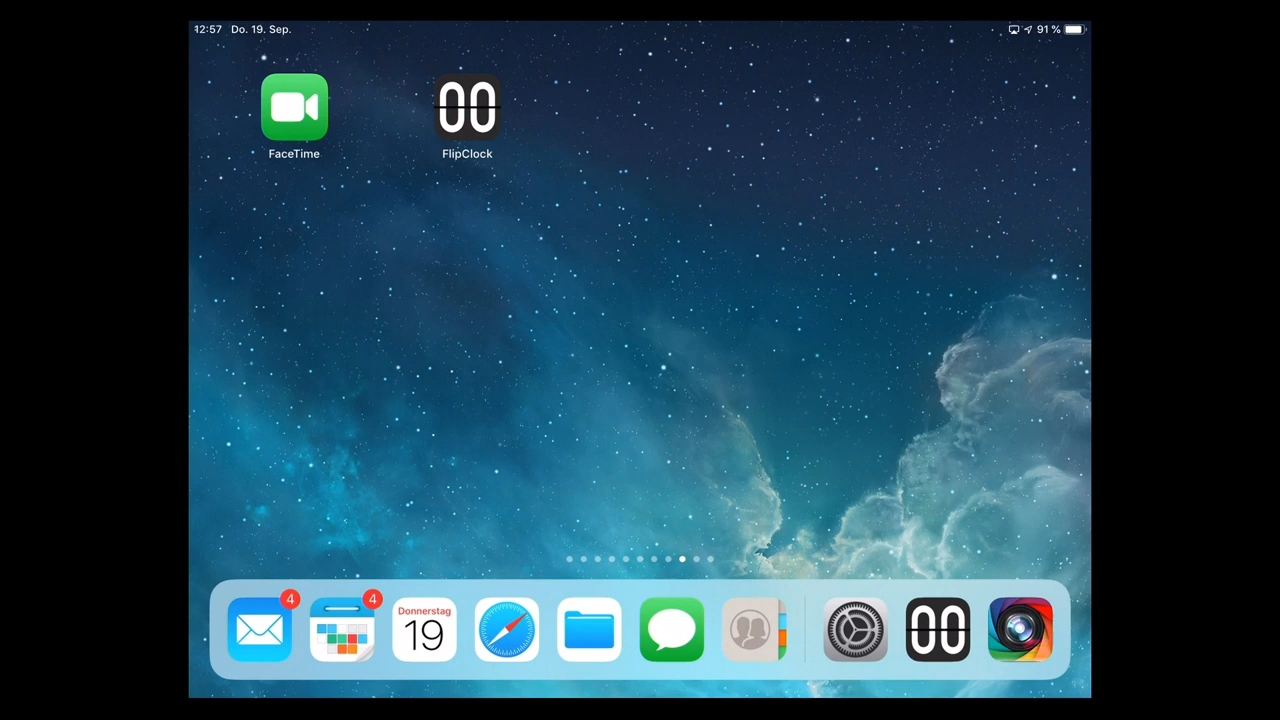 12:57 Do. 19. Sep. 91 %
00
FaceTime FlipClock
4 4
Donnerstag
19 00